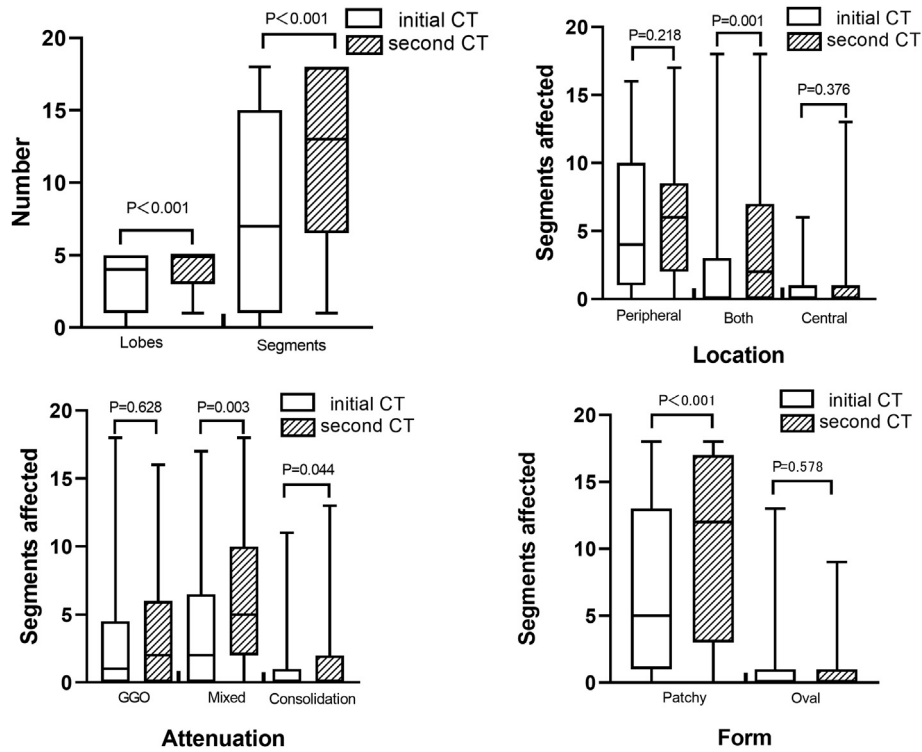 P<0.001
initial CT
second CT
20
15
10
5
0
Number
P<0.001
Lobes
Segments
initial CT
second CT
P=0.218
P=0.001
P=0.376
20
15
10
5
0
Segments affected
Peripheral
Both
Central
Location
initial CT
second CT
P=0.628
P=0.003
P=0.044
20
15
10
5
0
Segments affected
GGO
Mixed
Consolidation
Attenuation
initial CT
second CT
P<0.001
P=0.578
20
15
10
5
0
Segments affected
Patchy
Oval
Form